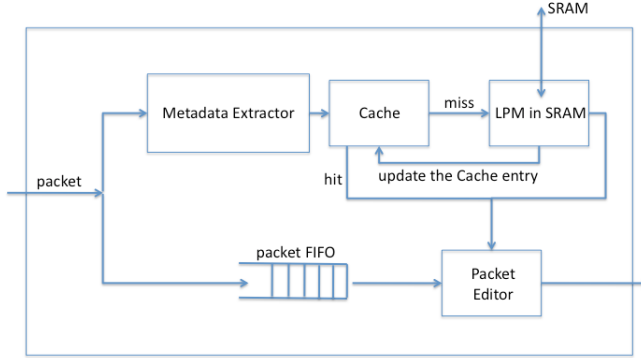 SRAM
Metadata Extractor
Cache
miss
LPM in SRAM
hit
update the Cache entry
packet
packet FIFO
Packet
Editor